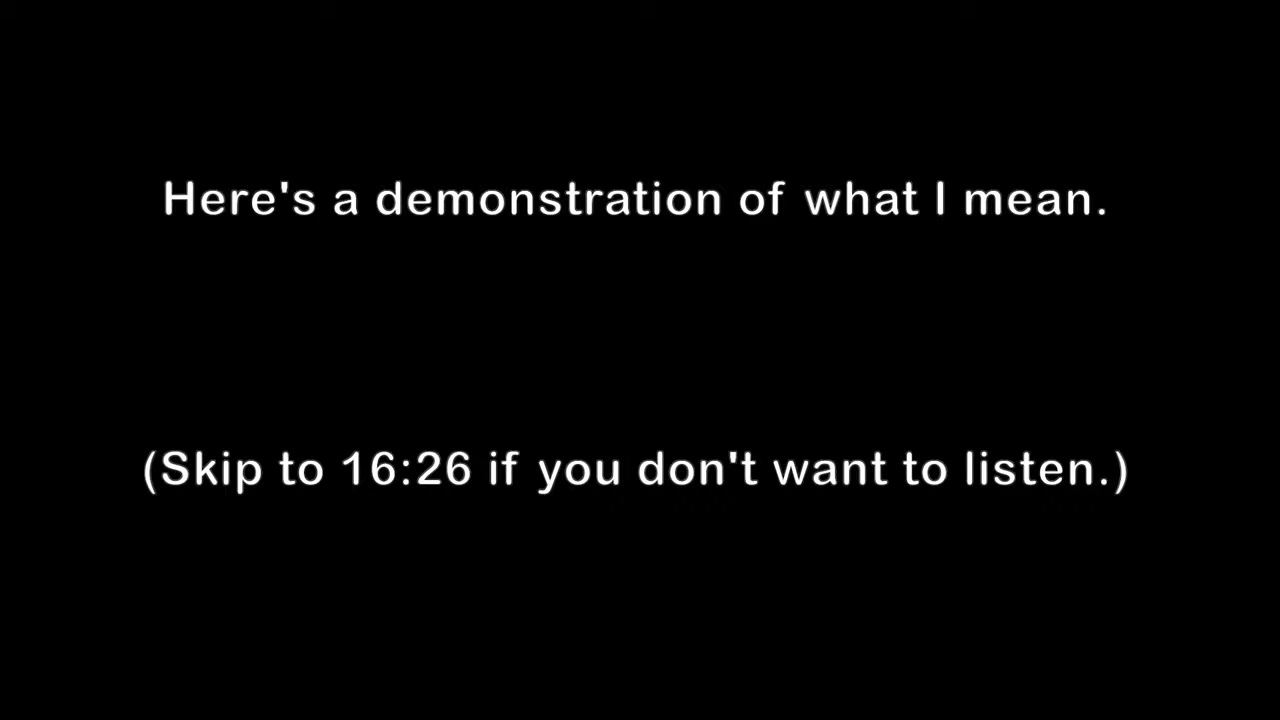 Here's a demonstration of what I mean.
(Skip to 16:26 if you don't want to listen.)